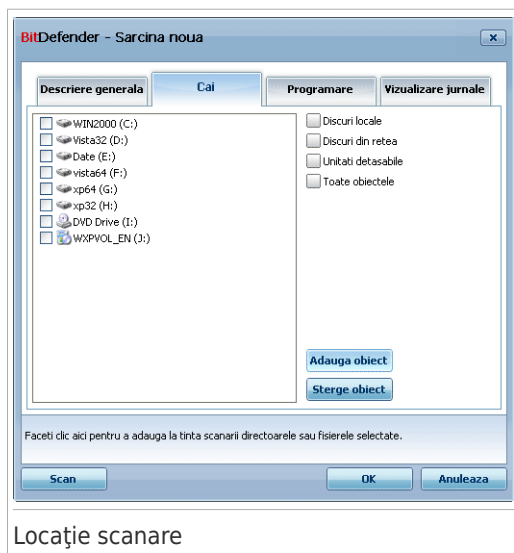 BitDefender - Sarcina noua
Descriere generala
Cai
Programare
Vizualizare jurnale
WIN2000 (C:)
Vista32 (D:)
Date (E:)
vista64 (F:)
xp64 (G:)
xp32 (H:)
DVD Drive (I:)
WXPVOL_EN (J:)
Discuri locale
Discuri din retea
Unitati detasabile
Toate obiectele
Adauga obiect
Sterge obiect
Faceti clic aici pentru a adauga la tinta scanarii directoarele sau fisierele selectate.
Scan
OK
Anuleaza
Locaţie scanare